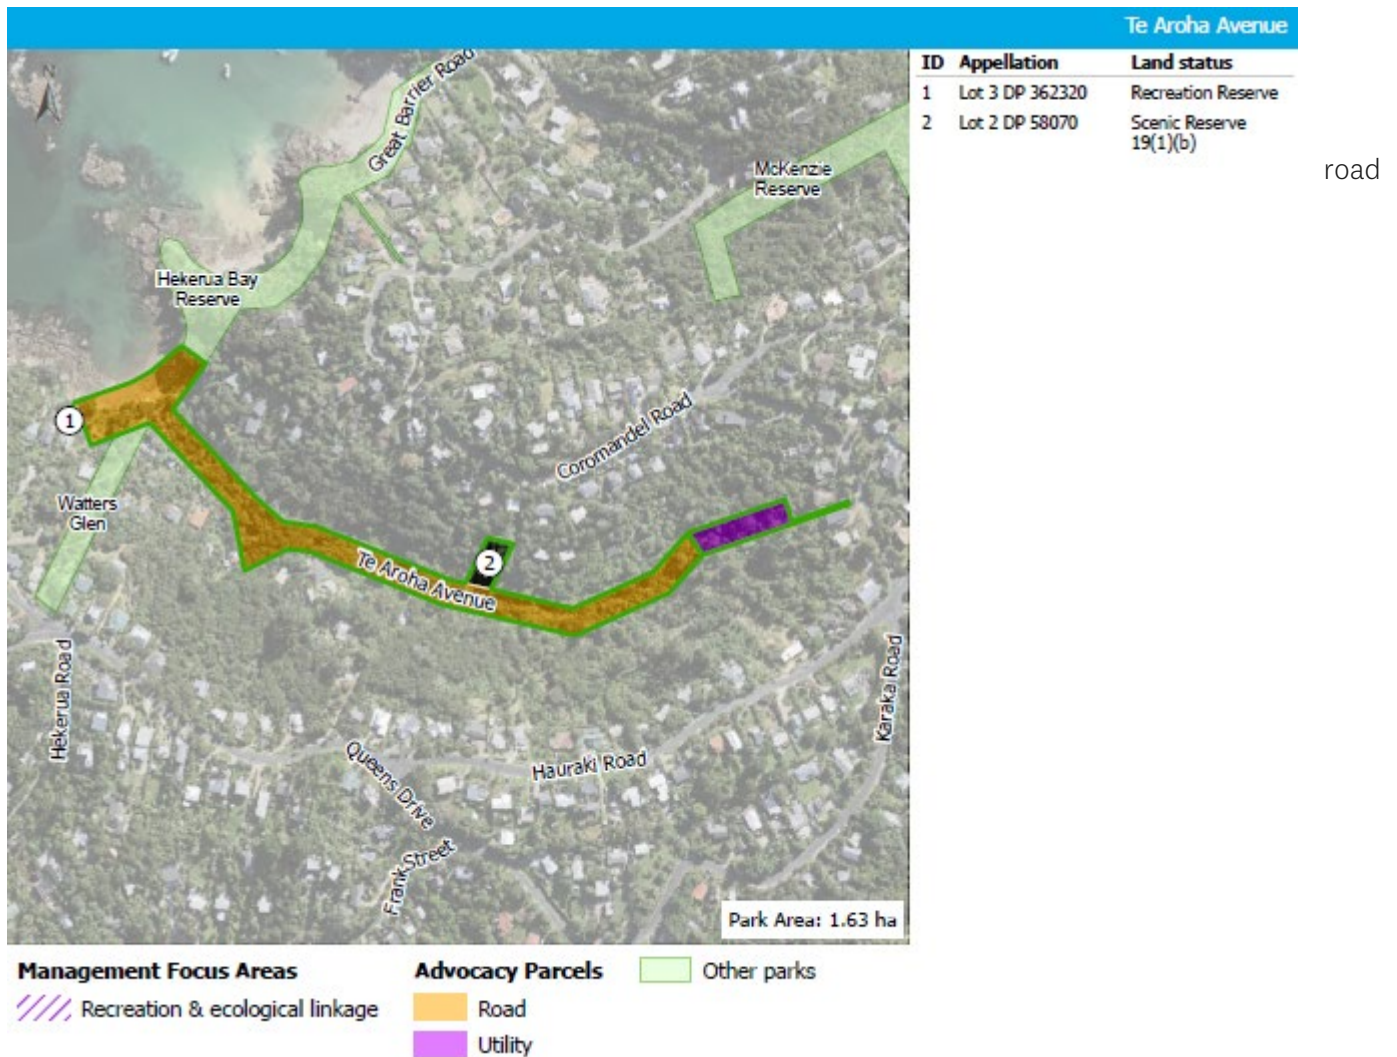 Te Aroha Avenue
ID Appellation Land status
1 Lot 3 DP 362320 Recreation Reserve
2 Lot 2 DP 58070 Scenic Reserve
19(1)(b)
road
N
Great Barrier Road
McKenzie
Reserve
Hekerua Bay
Reserve
1
Coromandel Road
Watters
Glen
2
Te Aroha Avenue
Hekerua Road
Karaka Road
Queens Drive
Hauraki Road
Frank Street
Park Area: 1.63 ha
Management Focus Areas
Recreation & ecological linkage
Advocacy Parcels
Road
Utility
Other parks